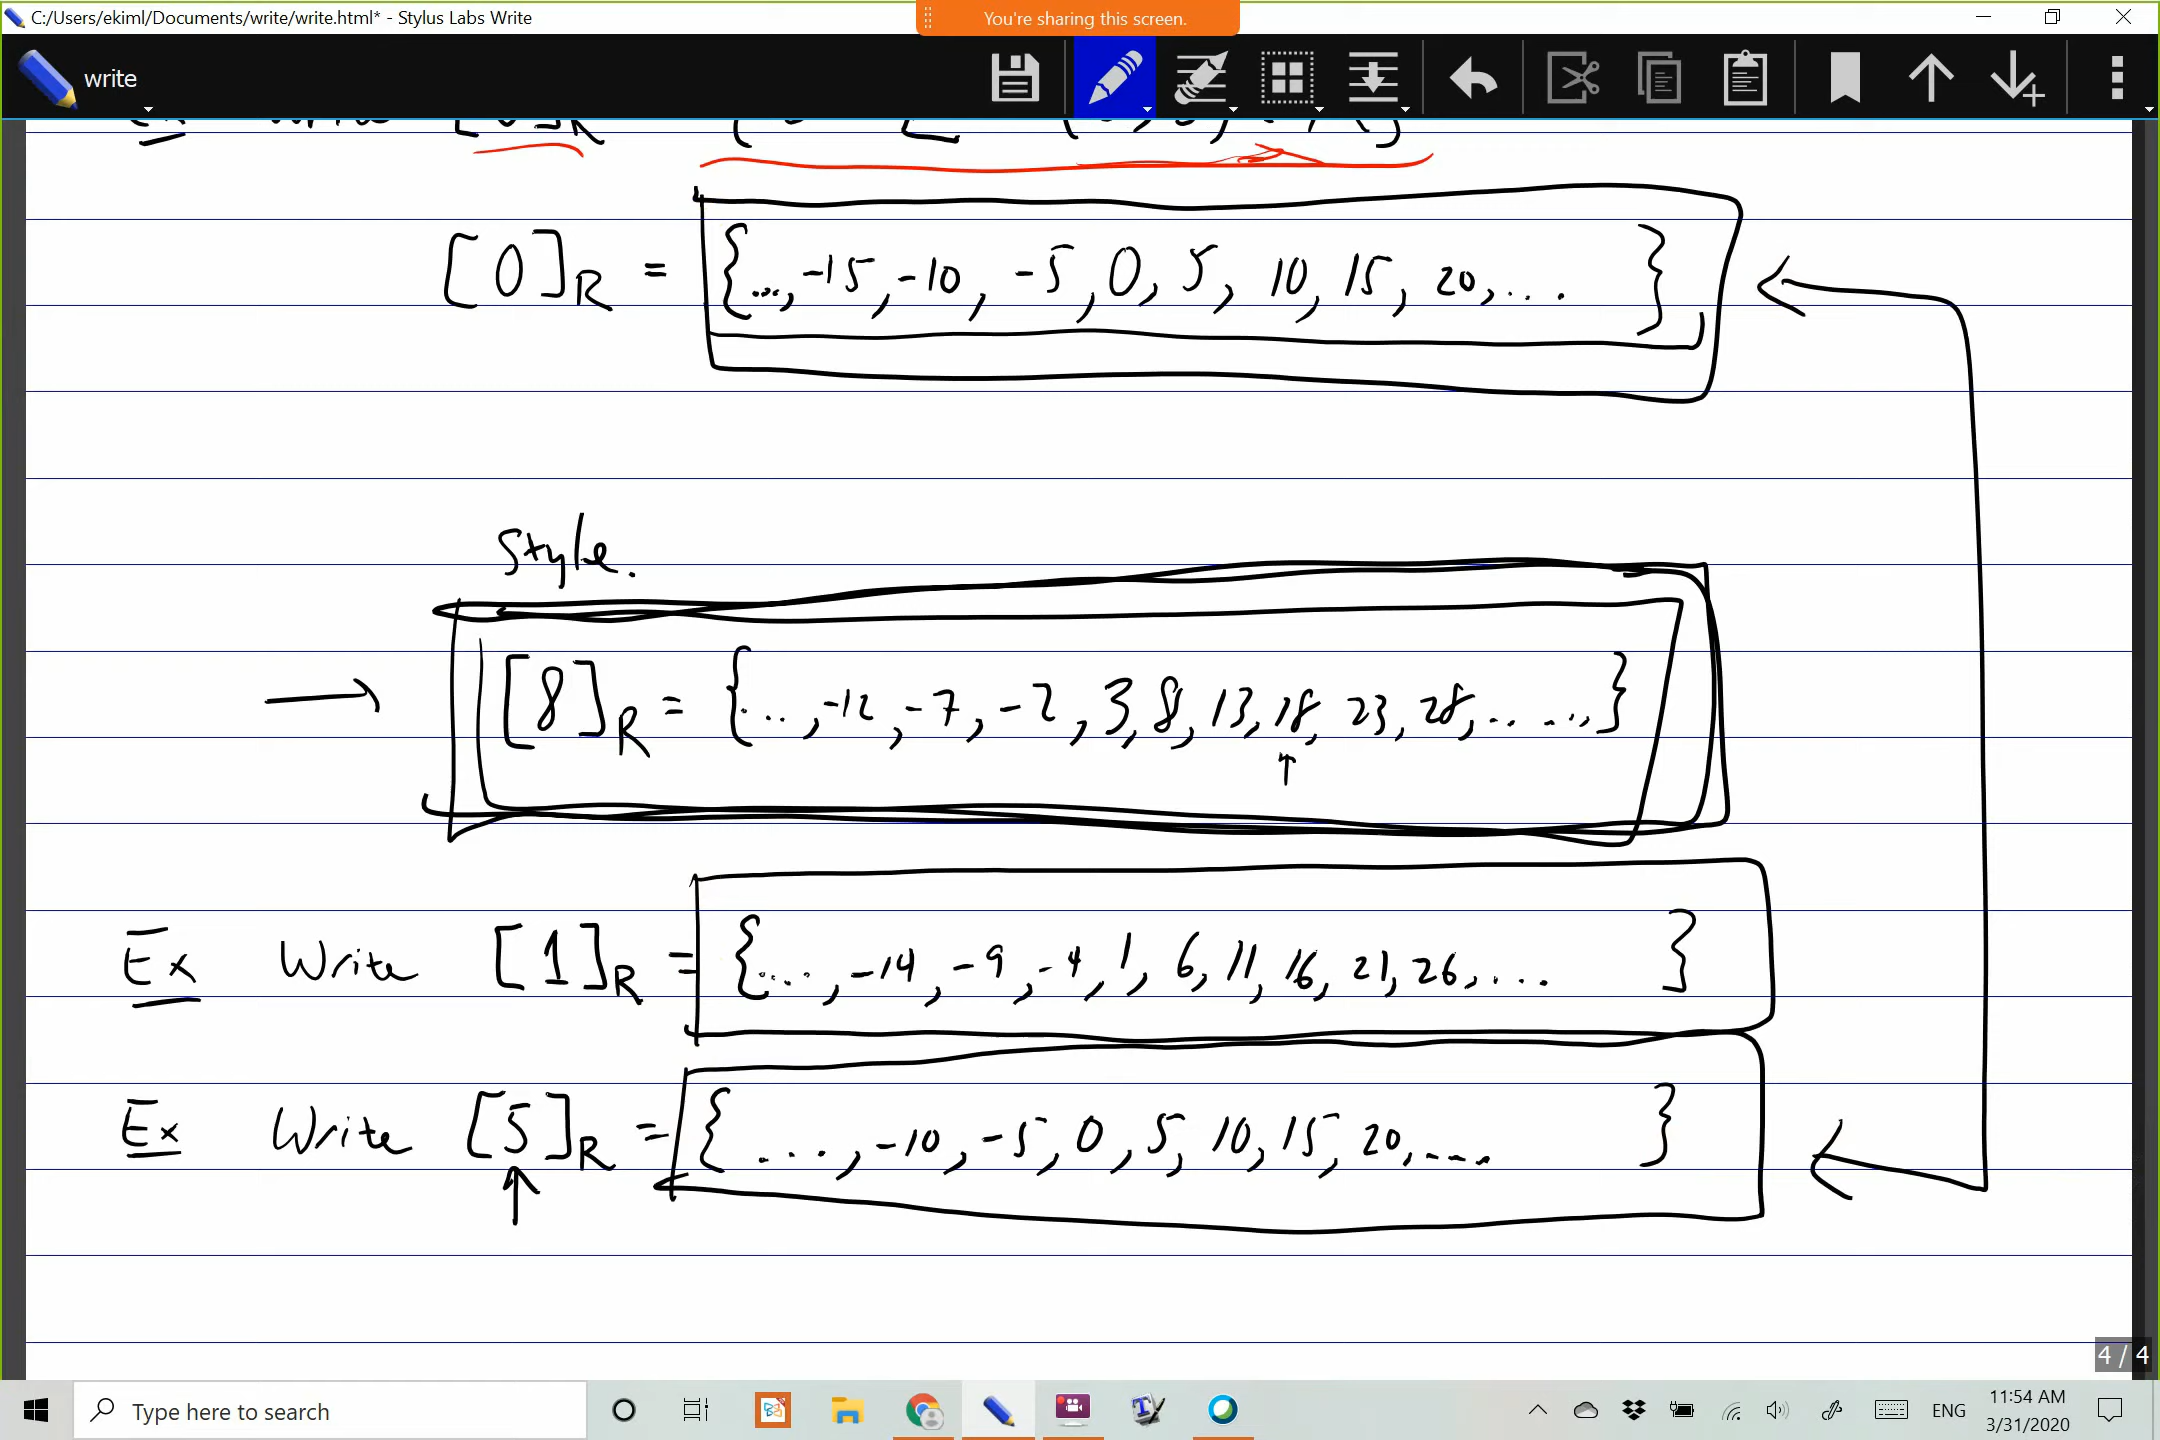 C:/Users/ekiml/Documents/write/write.html* - Stylus Labs Write
You're sharing this screen.
write
[0]R = {..., -15, -10, -5, 0, 5, 10, 15, 20, ... }
Style.
[8]R = {..., -12, -7, -2, 3, 8, 13, 18, 23, 28, ... ..., }
Ex Write [1]R = {..., -14, -9, -4, 1, 6, 11, 16, 21, 26, ... }
Ex Write [5]R = { ..., -10, -5, 0, 5, 10, 15, 20, .... }
4 / 4
Type here to search
ENG
11:54 AM
3/31/2020